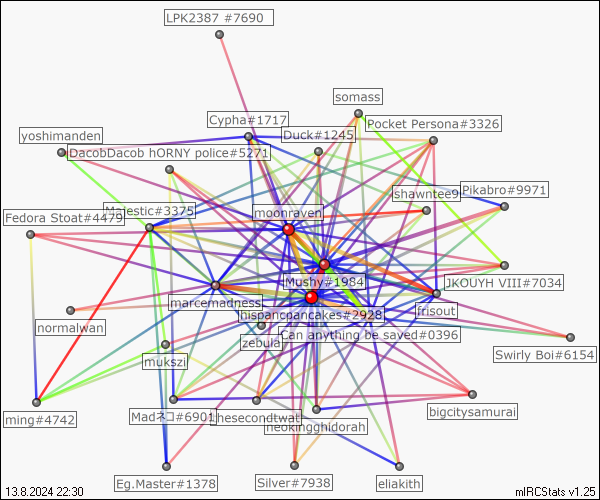 LPK2387 #7690
somass
Cypha#1717
Pocket Persona#3326
Duck#1245
yoshimanden
DacobDacob hORNY police#5271
shawntee9
Pikabro#9971
Majestic#3375
moonraven
Fedora Stoat#4479
Mushy#1984
JKOUYH VIII#7034
marcemadness
frisout
hispanicpancakes#2928
normalwan
zebula
Can anything be saved#0396
Swirly Boi#6154
mukszi
ming#4742
Madネコ#6901
thesecondtwat
neokingghidorah
bigcitysamurai
Eg.Master#1378
Silver#7938
eliakith
13.8.2024 22:30
mIRCStats v1.25